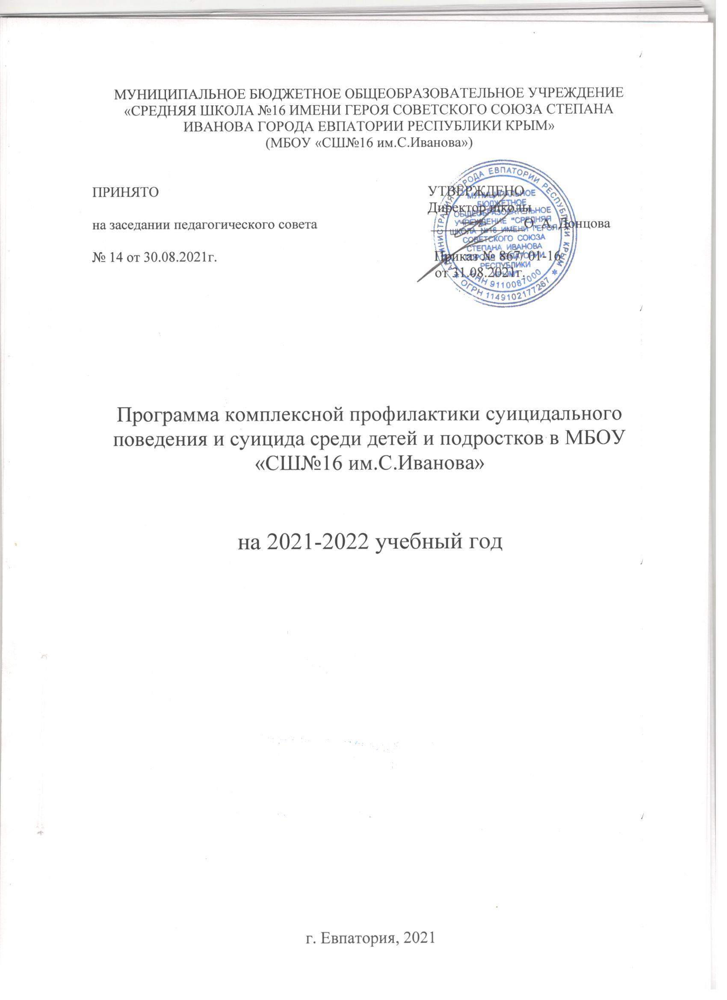 МУНИЦИПАЛЬНОЕ БЮДЖЕТНОЕ ОБЩЕОБРАЗОВАТЕЛЬНОЕ УЧРЕЖДЕНИЕ
«СРЕДНЯЯ ШКОЛА №16 ИМЕНИ ГЕРОЯ СОВЕТСКОГО СОЮЗА СТЕПАНА
ИВАНОВА ГОРОДА ЕВПАТОРИИ РЕСПУБЛИКИ КРЫМ»
(МБОУ «СШ№16 им.С.Иванова»)
ПРИНЯТО
на заседании педагогического совета
№ 14 от 30.08.2021г.
УТВЕРЖДЕНО
Директор школы
О. А. Донцова
Приказ № 867/ 01-16
от 31.08.2021г.
АДМИНИСТРАЦИЯ ГОРОДА ЕВПАТОРИИ РЕСПУБЛИКИ КРЫМ
* ОГРН 1149102177267 *
МУНИЦИПАЛЬНОЕ
БЮДЖЕТНОЕ
ОБЩЕОБРАЗОВАТЕЛЬНОЕ
УЧРЕЖДЕНИЕ "СРЕДНЯЯ
ШКОЛА №16 ИМЕНИ ГЕРОЯ
СОВЕТСКОГО СОЮЗА
СТЕПАНА ИВАНОВА
ГОРОДА ЕВПАТОРИИ
РЕСПУБЛИКИ
КРЫМ"
ИНН 9110087000
Программа комплексной профилактики суицидального
поведения и суицида среди детей и подростков в МБОУ
«СШ№16 им.С.Иванова»
на 2021-2022 учебный год
г. Евпатория, 2021